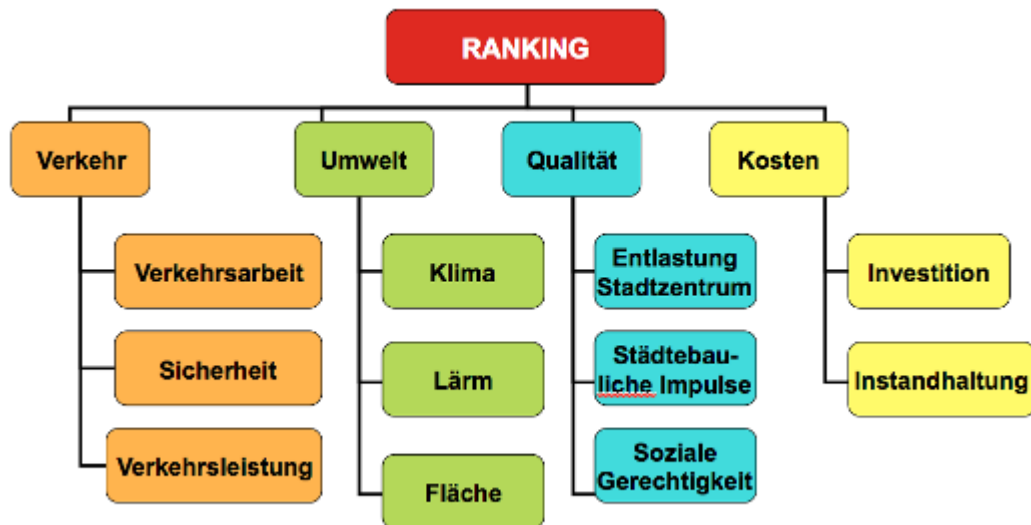 RANKING
Verkehr
Umwelt
Qualität
Kosten
Verkehrsarbeit
Sicherheit
Verkehrsleistung
Klima
Lärm
Fläche
Entlastung
Stadtzentrum
Städtebau-
liche Impulse
Soziale
Gerechtigkeit
Investition
Instandhaltung